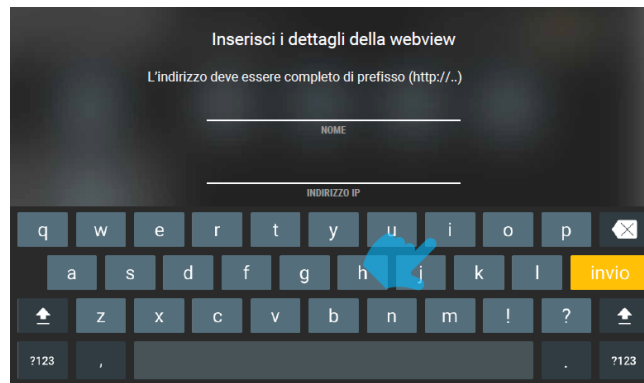 Inserisci i dettagli della webview
L'indirizzo deve essere completo di prefisso (http://..)
NOME
INDIRIZZO IP
q w e r t y u i o p
a s d f g h j k l invio
z x c v b n m ! ?
?123 , . ?123